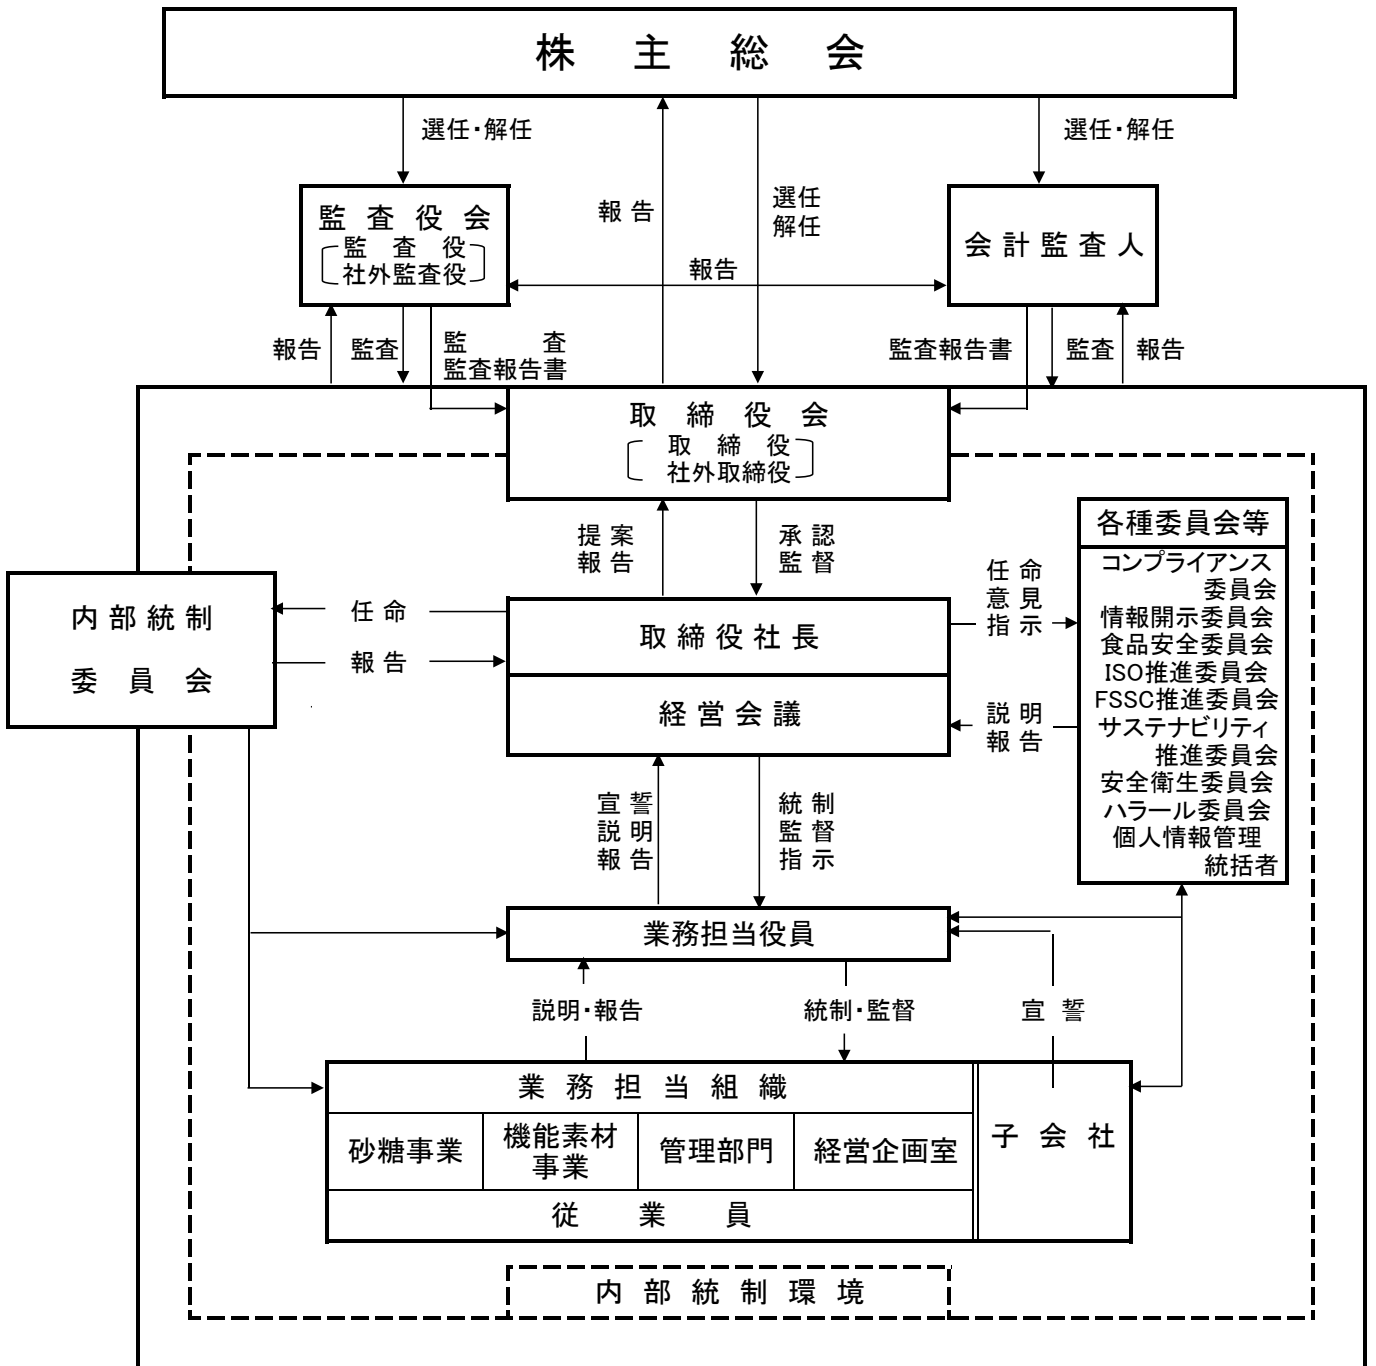 株主総会
選任・解任
選任・解任
報告
選任
解任
監査役会
監査役
社外監査役
会計監査人
報告
報告
監査
監査
監査報告書
監査報告書
監査
報告
取締役会
取締役
社外取締役
提案
報告
承認
監督
各種委員会等
コンプライアンス
委員会
情報開示委員会
食品安全委員会
ISO推進委員会
FSSC推進委員会
サステナビリティ
推進委員会
安全衛生委員会
ハラール委員会
個人情報管理
統括者
任命
意見
指示
内部統制
委員会
任命
報告
取締役社長
経営会議
説明
報告
宣誓
説明
報告
統制
監督
指示
業務担当役員
説明・報告
統制・監督
宣誓
業務担当組織
砂糖事業
機能素材
事業
管理部門
経営企画室
子会社
従業員
内部統制環境